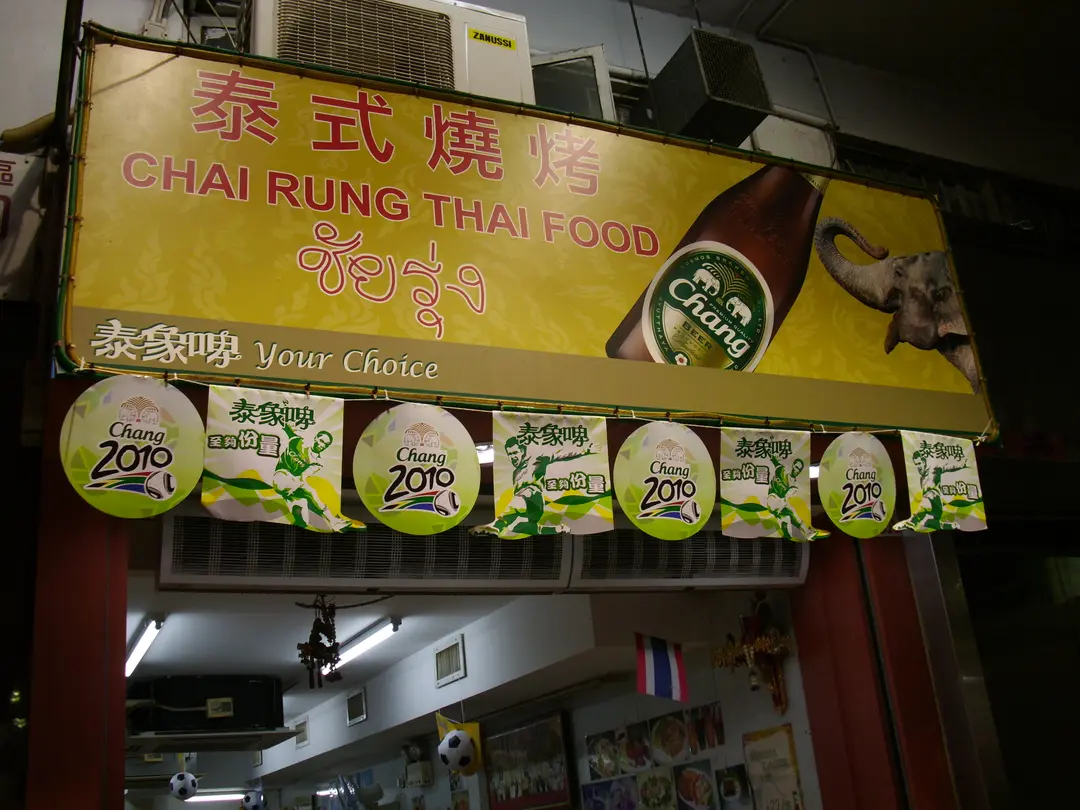 ZANUSSI
泰式燒烤
CHAI RUNG THAI FOOD
ชัยรุ่ง
Chang
BEER
泰象啤 Your Choice
Chang
2010
泰象啤
至夠份量
Chang
2010
泰象啤
至夠份量
Chang
2010
泰象啤
至夠份量
Chang
2010
泰象啤
至夠份量
區